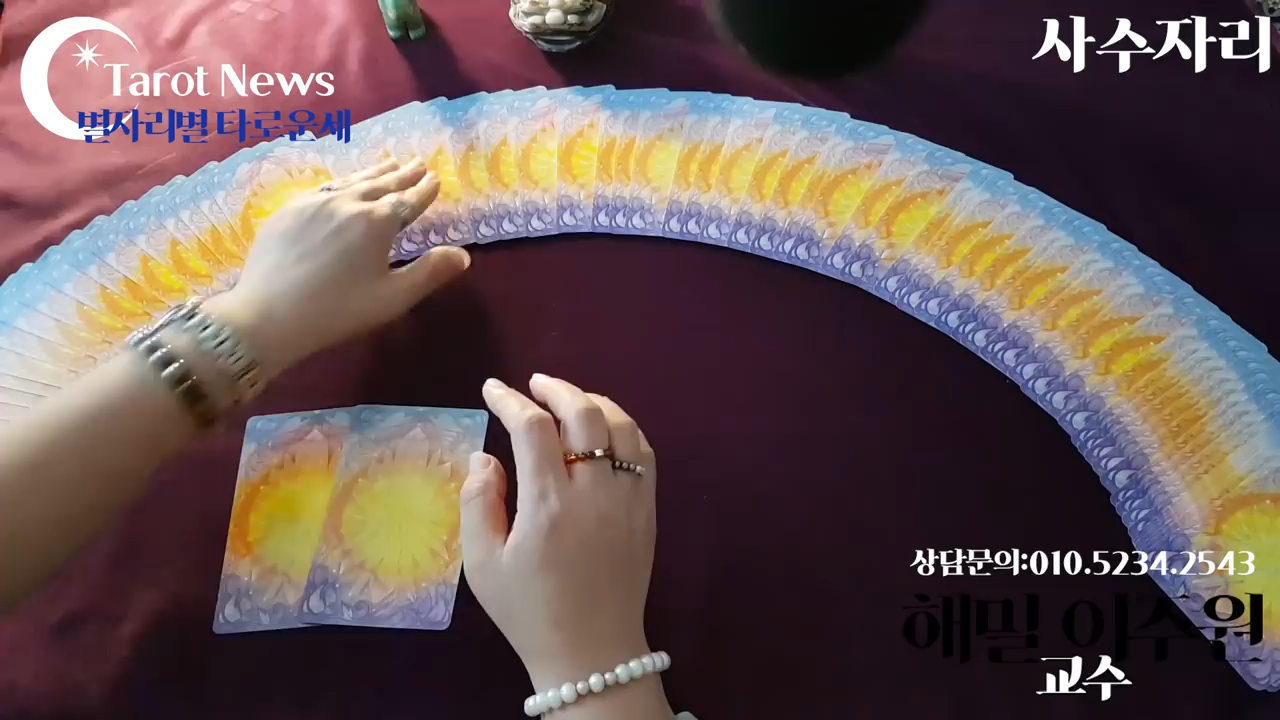 Tarot News
별자리별 타로운세
사수자리
상담문의:010.5234.2543
해밀 이수원
교수